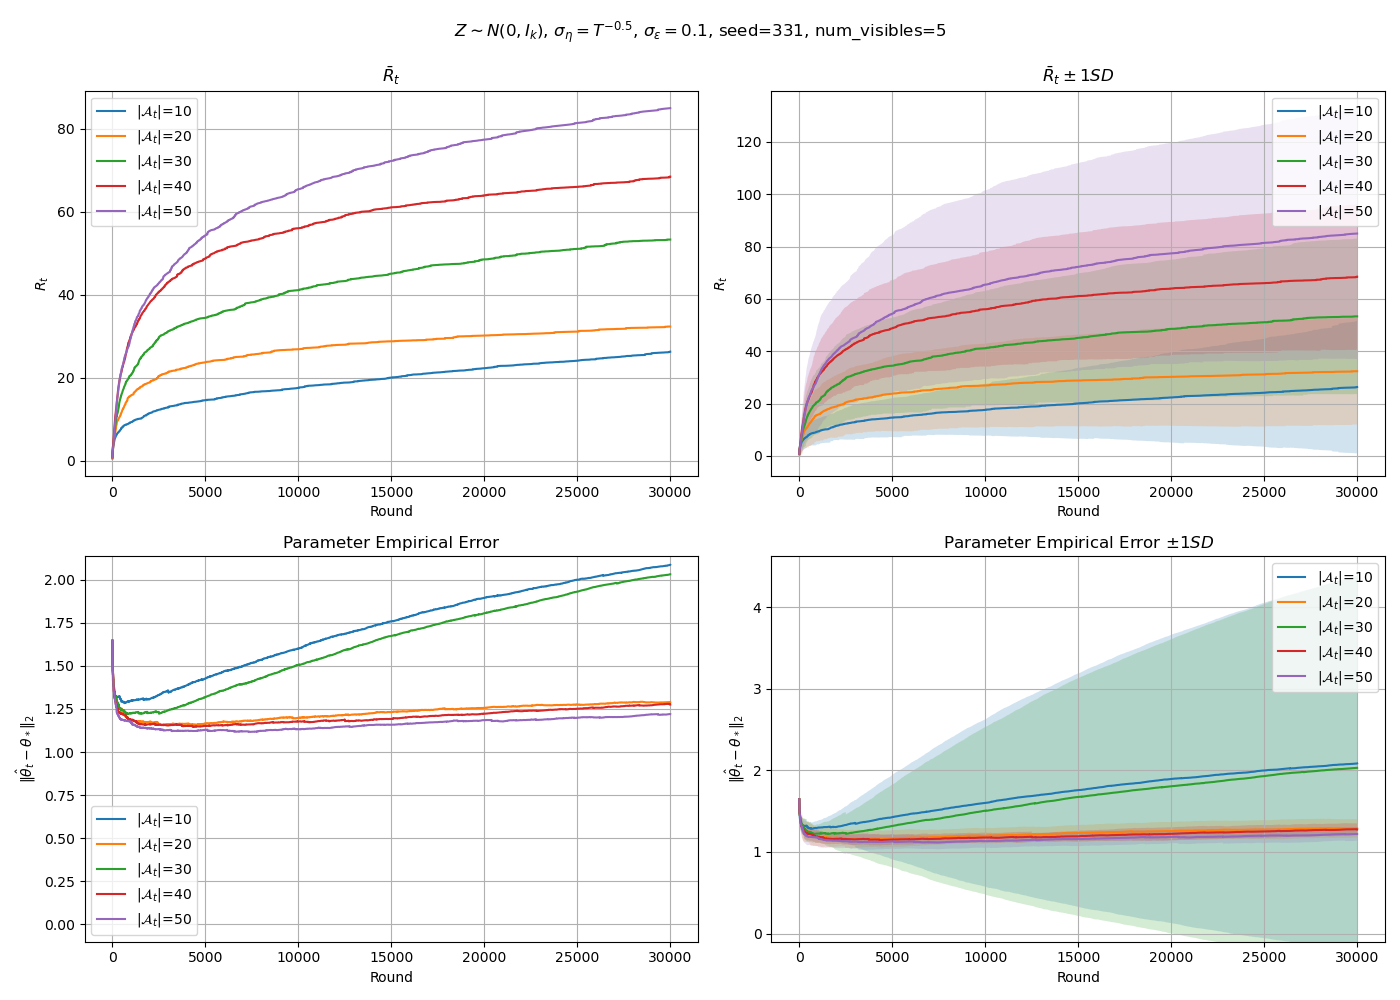 Z ∼ N(0, I_k), σ_η = T^{−0.5}, σ_ε = 0.1, seed=331, num_visibles=5
R̄_t
R_t
80
60
40
20
0
|𝒜_t|=10
|𝒜_t|=20
|𝒜_t|=30
|𝒜_t|=40
|𝒜_t|=50
0 5000 10000 15000 20000 25000 30000
Round
R̄_t ± 1SD
R_t
120
100
80
60
40
20
0
|𝒜_t|=10
|𝒜_t|=20
|𝒜_t|=30
|𝒜_t|=40
|𝒜_t|=50
0 5000 10000 15000 20000 25000 30000
Round
Parameter Empirical Error
‖θ̂_t − θ_*‖_2
2.00
1.75
1.50
1.25
1.00
0.75
0.50
0.25
0.00
|𝒜_t|=10
|𝒜_t|=20
|𝒜_t|=30
|𝒜_t|=40
|𝒜_t|=50
0 5000 10000 15000 20000 25000 30000
Round
Parameter Empirical Error ±1SD
‖θ̂_t − θ_*‖_2
4
3
2
1
0
|𝒜_t|=10
|𝒜_t|=20
|𝒜_t|=30
|𝒜_t|=40
|𝒜_t|=50
0 5000 10000 15000 20000 25000 30000
Round